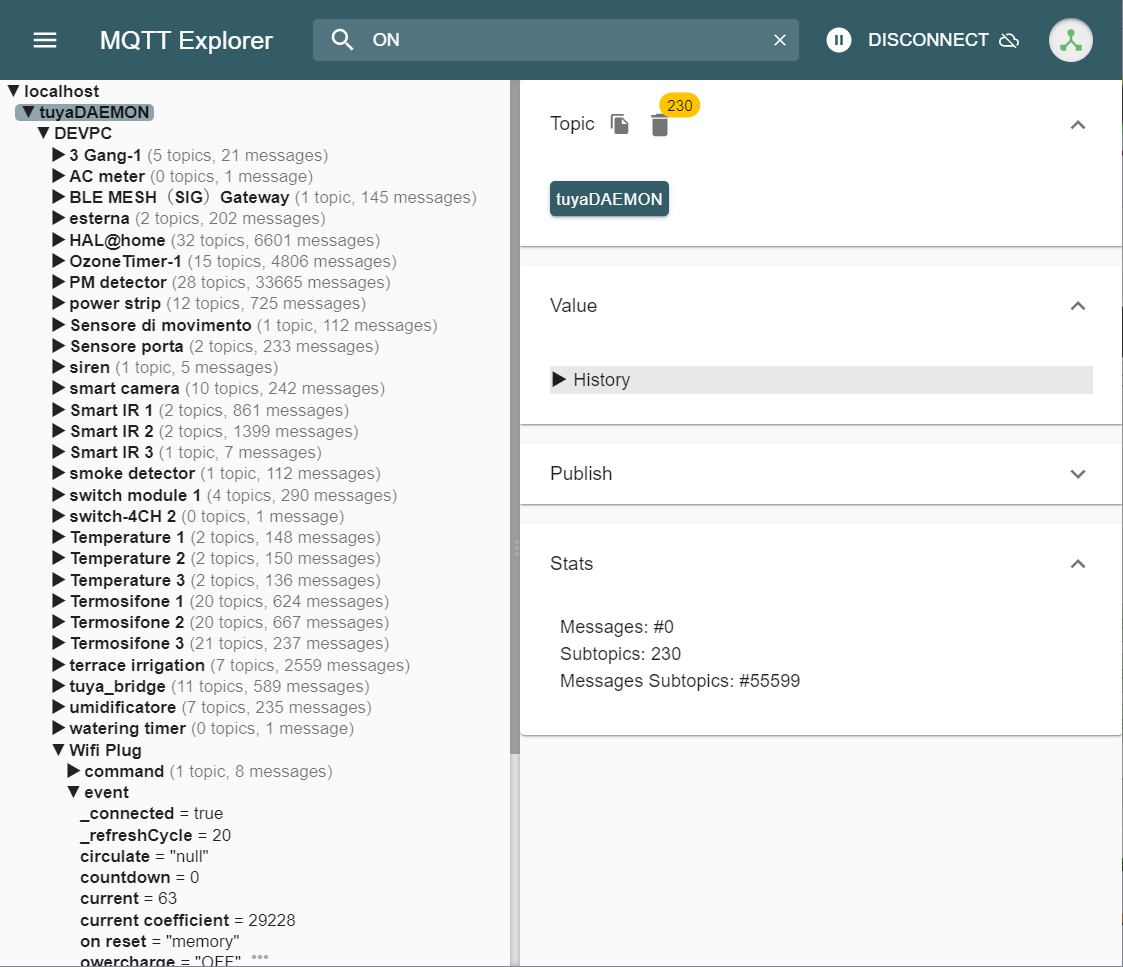 MQTT Explorer
ON
DISCONNECT
localhost
tuyaDAEMON
DEVPC
3 Gang-1 (5 topics, 21 messages)
AC meter (0 topics, 1 message)
BLE MESH（SIG）Gateway (1 topic, 145 messages)
esterna (2 topics, 202 messages)
HAL@home (32 topics, 6601 messages)
OzoneTimer-1 (15 topics, 4806 messages)
PM detector (28 topics, 33665 messages)
power strip (12 topics, 725 messages)
Sensore di movimento (1 topic, 112 messages)
Sensore porta (2 topics, 233 messages)
siren (1 topic, 5 messages)
smart camera (10 topics, 242 messages)
Smart IR 1 (2 topics, 861 messages)
Smart IR 2 (2 topics, 1399 messages)
Smart IR 3 (1 topic, 7 messages)
smoke detector (1 topic, 112 messages)
switch module 1 (4 topics, 290 messages)
switch-4CH 2 (0 topics, 1 message)
Temperature 1 (2 topics, 148 messages)
Temperature 2 (2 topics, 150 messages)
Temperature 3 (2 topics, 136 messages)
Termosifone 1 (20 topics, 624 messages)
Termosifone 2 (20 topics, 667 messages)
Termosifone 3 (21 topics, 237 messages)
terrace irrigation (7 topics, 2559 messages)
tuya_bridge (11 topics, 589 messages)
umidificatore (7 topics, 235 messages)
watering timer (0 topics, 1 message)
Wifi Plug
command (1 topic, 8 messages)
event
_connected = true
_refreshCycle = 20
circulate = "null"
countdown = 0
current = 63
current coefficient = 29228
on reset = "memory"
owercharge = "OFF"
Topic
230
tuyaDAEMON
Value
History
Publish
Stats
Messages: #0
Subtopics: 230
Messages Subtopics: #55599